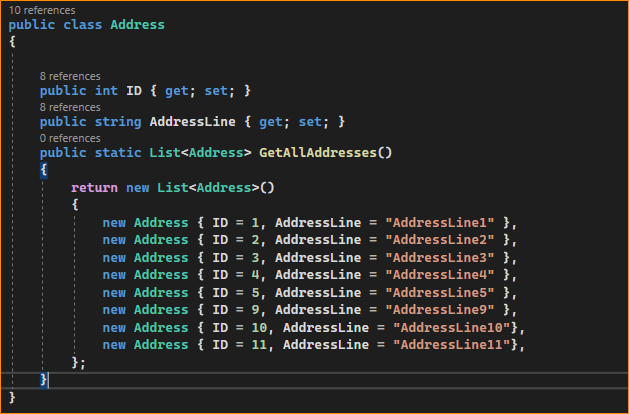 10 references
public class Address
{
8 references
public int ID { get; set; }
8 references
public string AddressLine { get; set; }
0 references
public static List<Address> GetAllAddresses()
{
return new List<Address>()
{
new Address { ID = 1, AddressLine = "AddressLine1" },
new Address { ID = 2, AddressLine = "AddressLine2" },
new Address { ID = 3, AddressLine = "AddressLine3" },
new Address { ID = 4, AddressLine = "AddressLine4" },
new Address { ID = 5, AddressLine = "AddressLine5" },
new Address { ID = 9, AddressLine = "AddressLine9" },
new Address { ID = 10, AddressLine = "AddressLine10"},
new Address { ID = 11, AddressLine = "AddressLine11"},
};
}
}